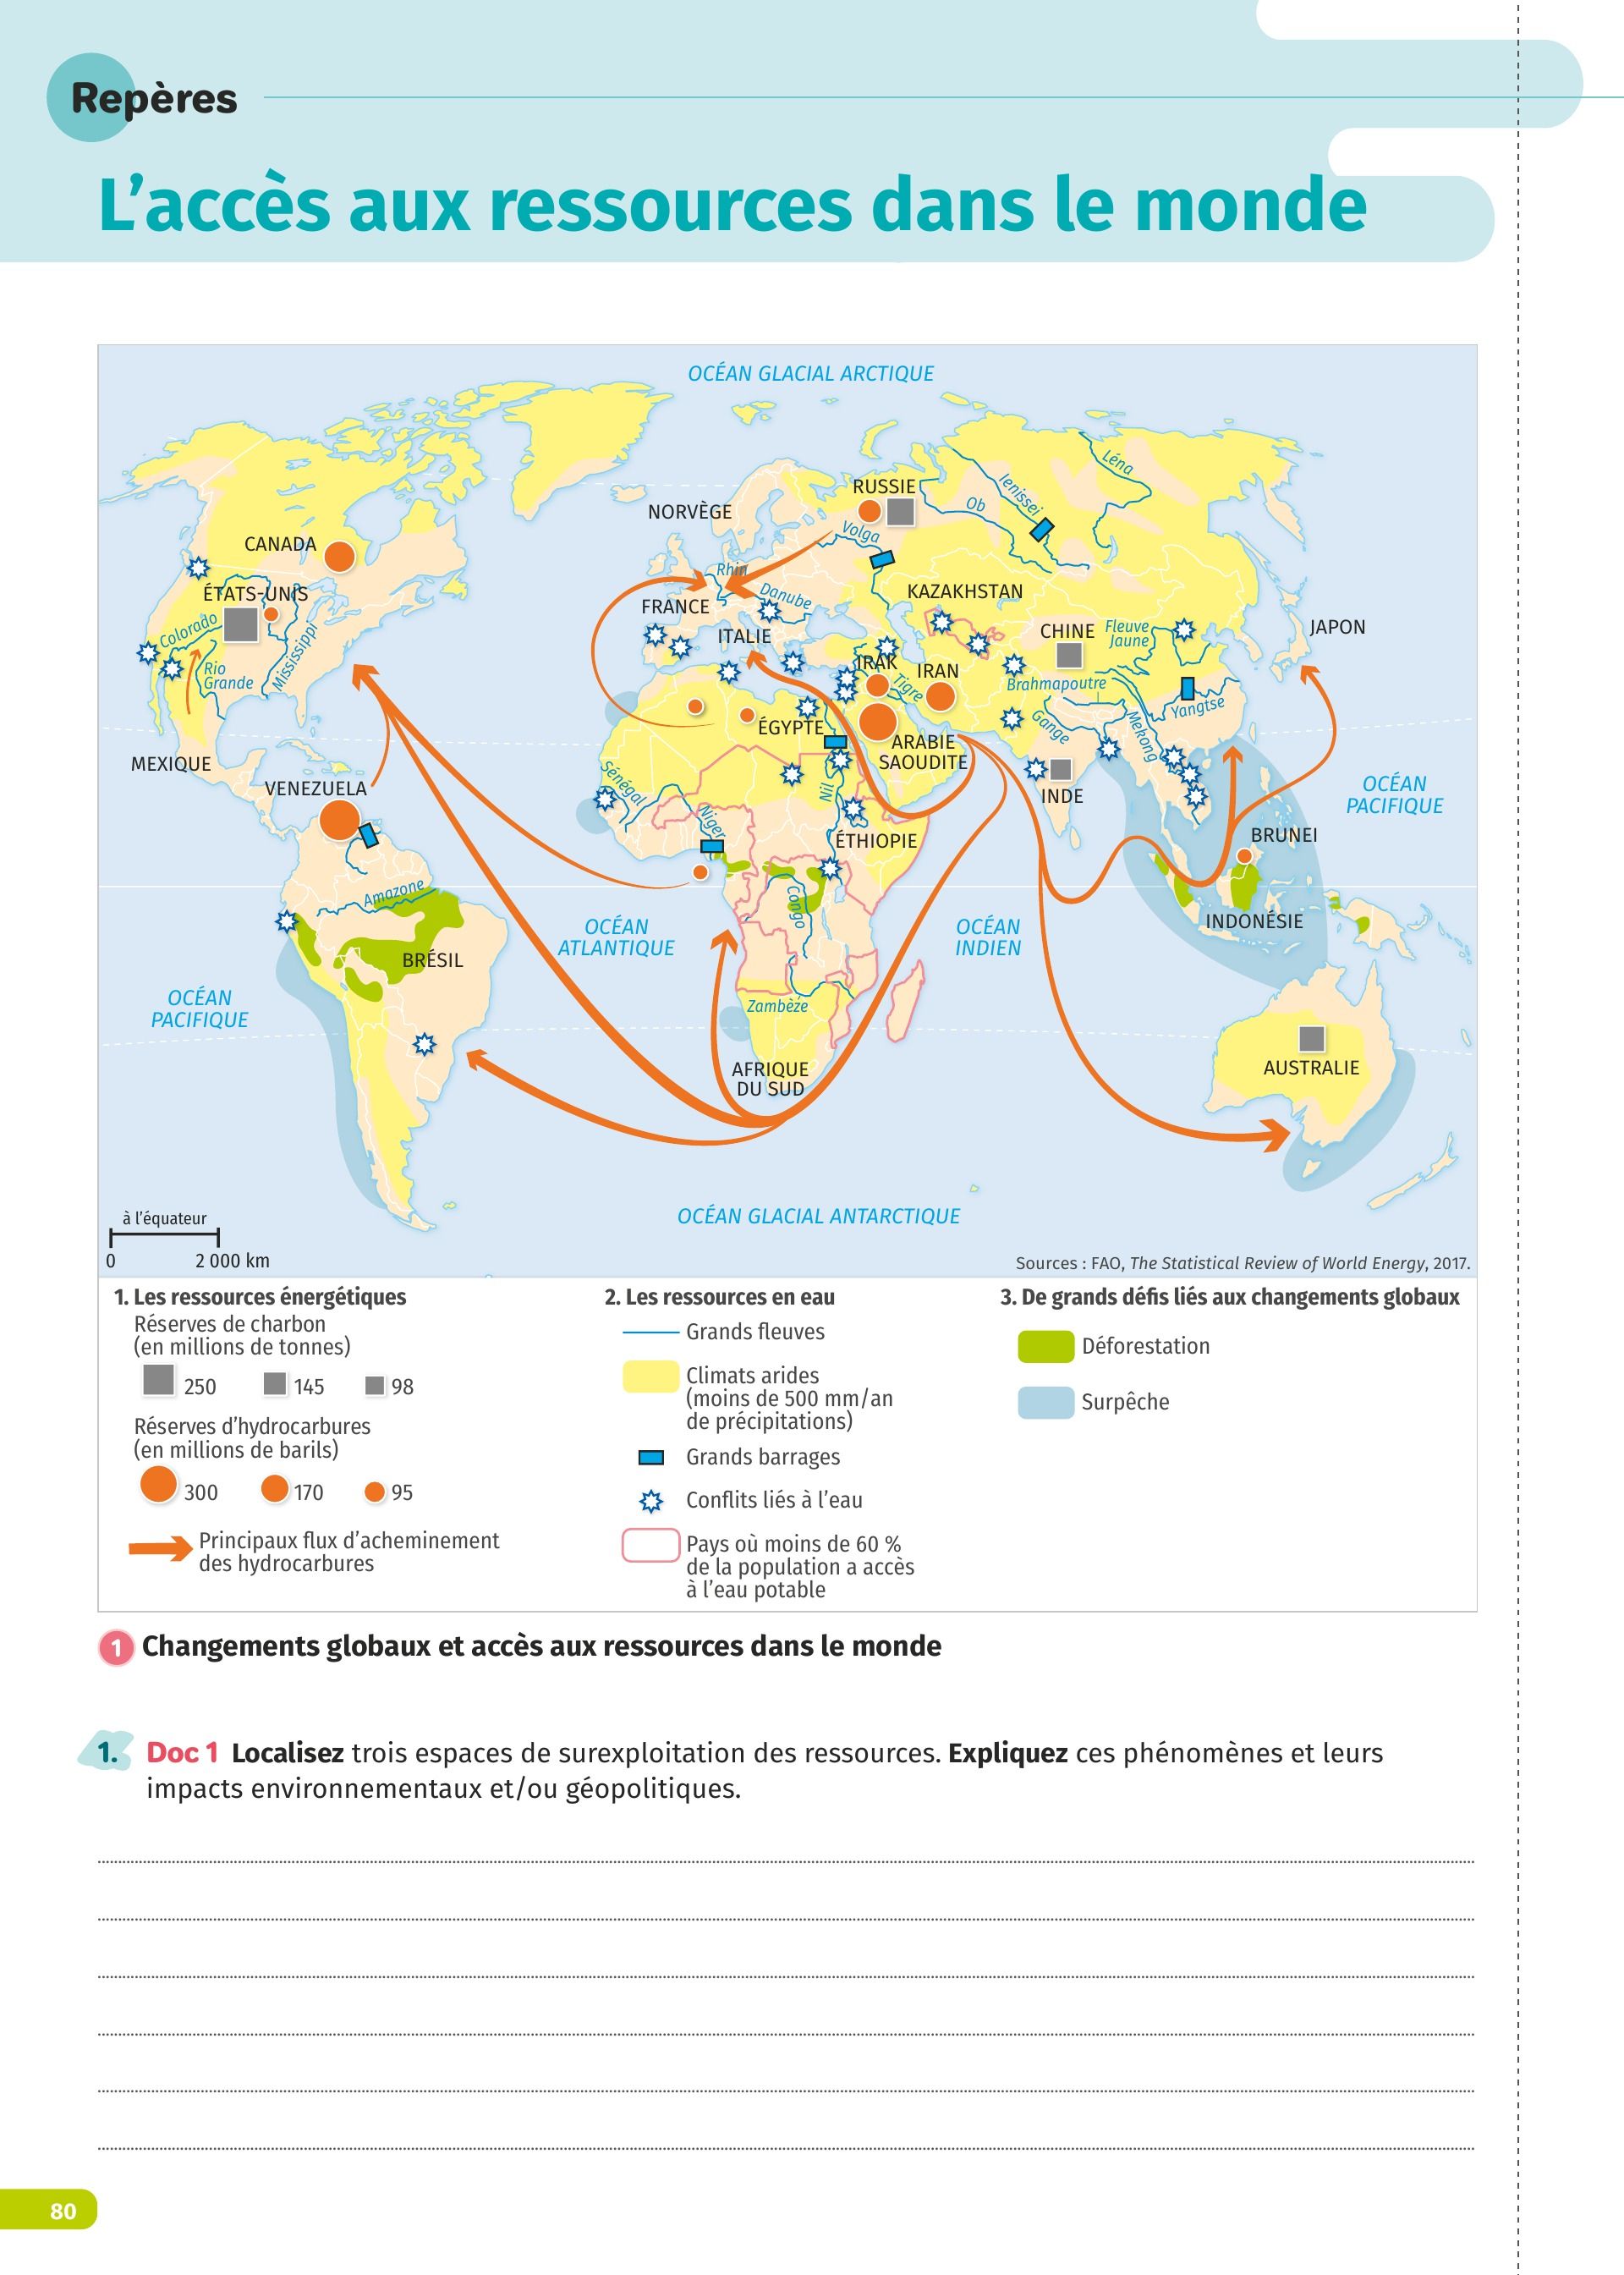 Repères
L'accès aux ressources dans le monde
OCÉAN GLACIAL ARCTIQUE
RUSSIE
Léna
Ienissei
Ob
NORVÈGE
Volga
CANADA
Rhin
ÉTATS-UNIS
Danube
KAZAKHSTAN
FRANCE
Colorado
ITALIE
CHINE
Fleuve
Jaune
JAPON
Mississippi
Rio
Grande
IRAK
IRAN
Tigre
Brahmapoutre
Yangtse
Gange
Mekong
ÉGYPTE
ARABIE
SAOUDITE
MEXIQUE
Sénégal
Nil
VENEZUELA
INDE
OCÉAN
PACIFIQUE
Niger
ÉTHIOPIE
BRUNEI
Amazone
Congo
OCÉAN
ATLANTIQUE
OCÉAN
INDIEN
INDONÉSIE
BRÉSIL
OCÉAN
PACIFIQUE
Zambèze
AFRIQUE
DU SUD
AUSTRALIE
OCÉAN GLACIAL ANTARCTIQUE
à l'équateur
0 2 000 km
Sources : FAO, The Statistical Review of World Energy, 2017.
1. Les ressources énergétiques
Réserves de charbon
(en millions de tonnes)
250 145 98
Réserves d'hydrocarbures
(en millions de barils)
300 170 95
Principaux flux d'acheminement
des hydrocarbures
2. Les ressources en eau
Grands fleuves
Climats arides
(moins de 500 mm/an
de précipitations)
Grands barrages
Conflits liés à l'eau
Pays où moins de 60 %
de la population a accès
à l'eau potable
3. De grands défis liés aux changements globaux
Déforestation
Surpêche
1 Changements globaux et accès aux ressources dans le monde
1. Doc 1 Localisez trois espaces de surexploitation des ressources. Expliquez ces phénomènes et leurs
impacts environnementaux et/ou géopolitiques.
80